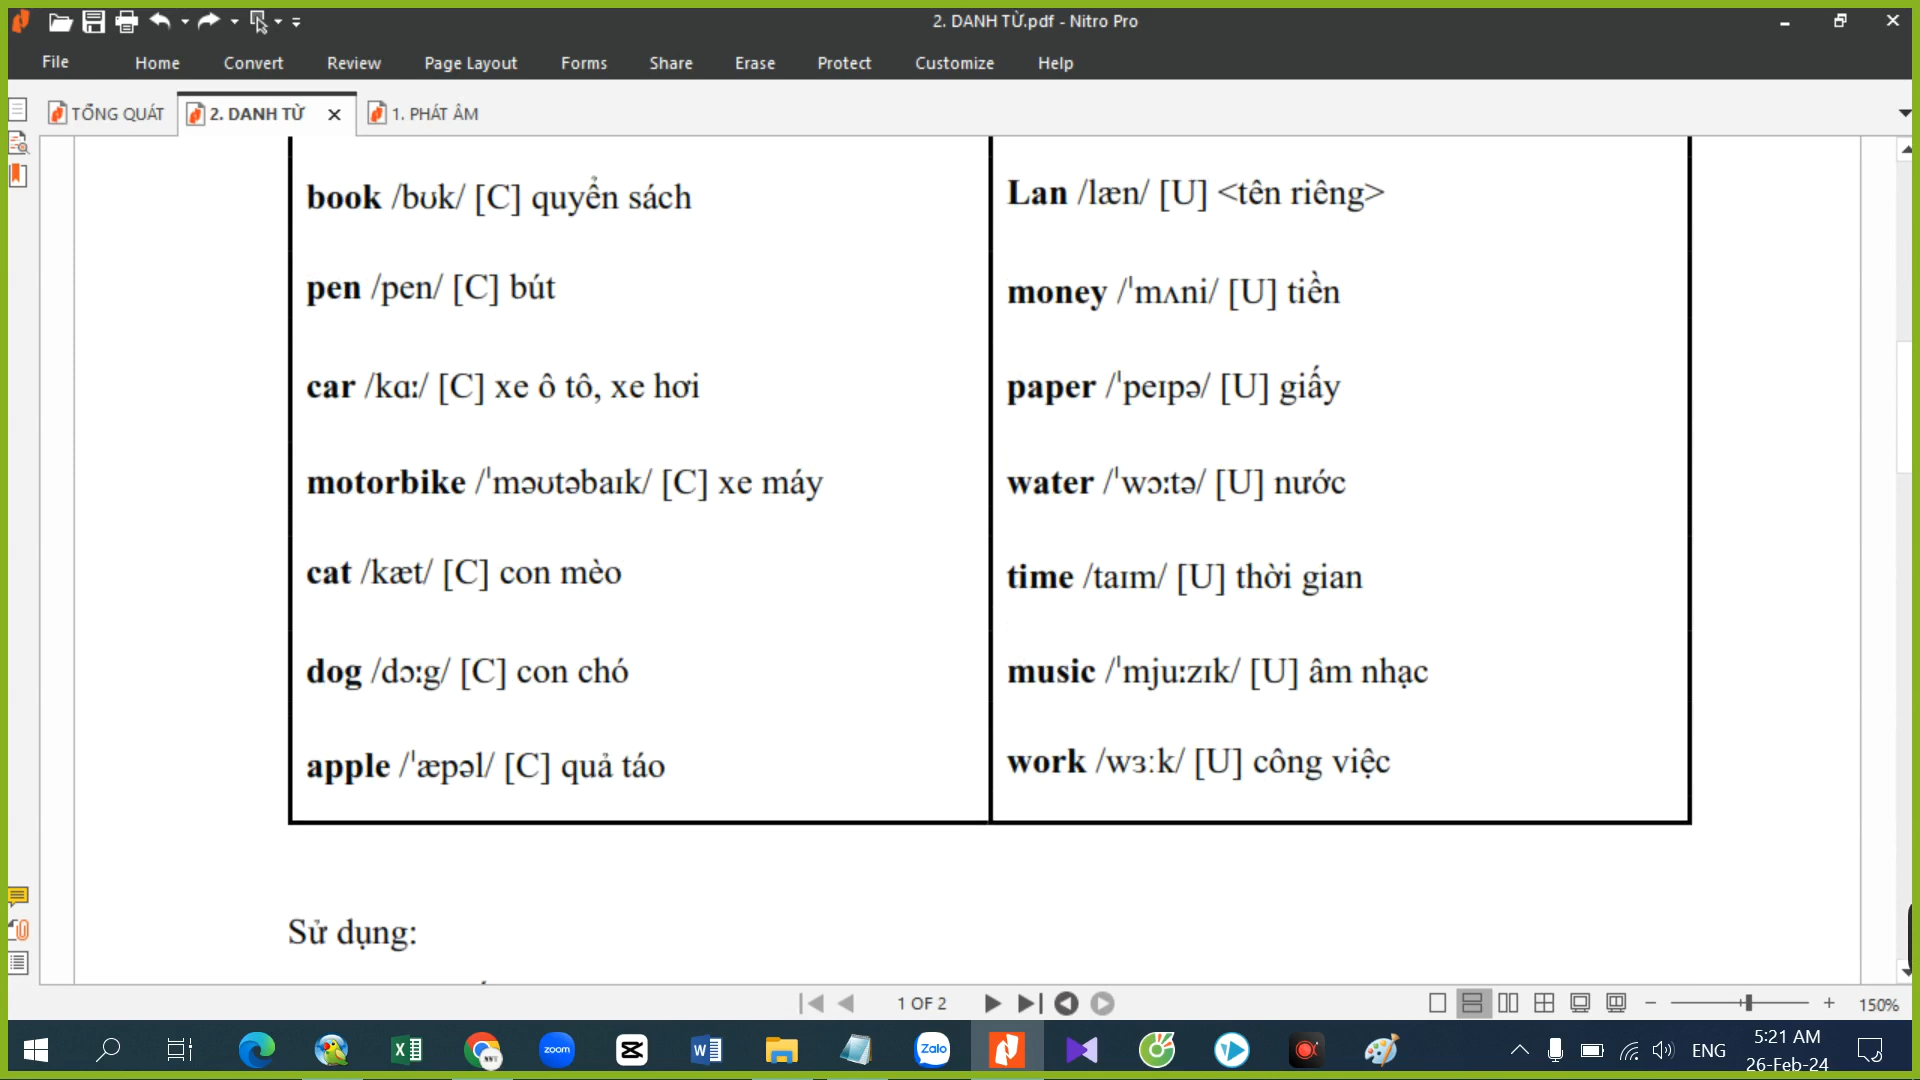 2. DANH TỪ.pdf - Nitro Pro
File Home Convert Review Page Layout Forms Share Erase Protect Customize Help
TỔNG QUÁT 2. DANH TỪ 1. PHÁT ÂM
book /bʊk/ [C] quyển sách
pen /pen/ [C] bút
car /kɑː/ [C] xe ô tô, xe hơi
motorbike /ˈməʊtəbaɪk/ [C] xe máy
cat /kæt/ [C] con mèo
dog /dɔːg/ [C] con chó
apple /ˈæpəl/ [C] quả táo
Lan /læn/ [U] <tên riêng>
money /ˈmʌni/ [U] tiền
paper /ˈpeɪpə/ [U] giấy
water /ˈwɔːtə/ [U] nước
time /taɪm/ [U] thời gian
music /ˈmjuːzɪk/ [U] âm nhạc
work /wɜːk/ [U] công việc
Sử dụng:
1 OF 2
150%
zoom
Zalo
ENG
5:21 AM
26-Feb-24